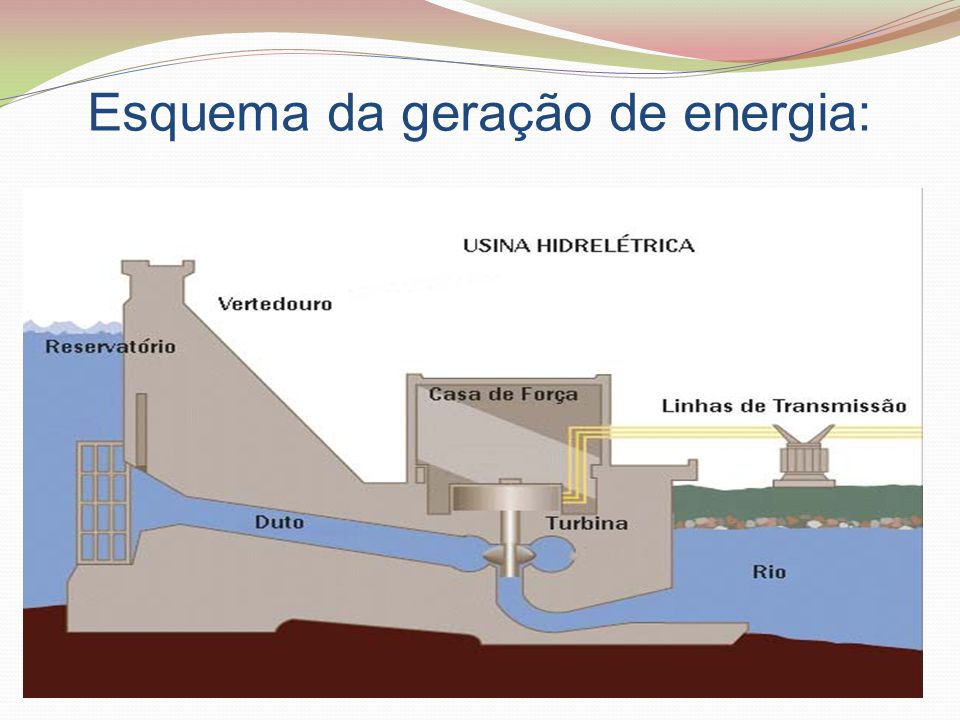 Esquema da geração de energia:
USINA HIDRELÉTRICA
Vertedouro
Reservatório
Casa de Força
Linhas de Transmissão
Duto
Turbina
Rio